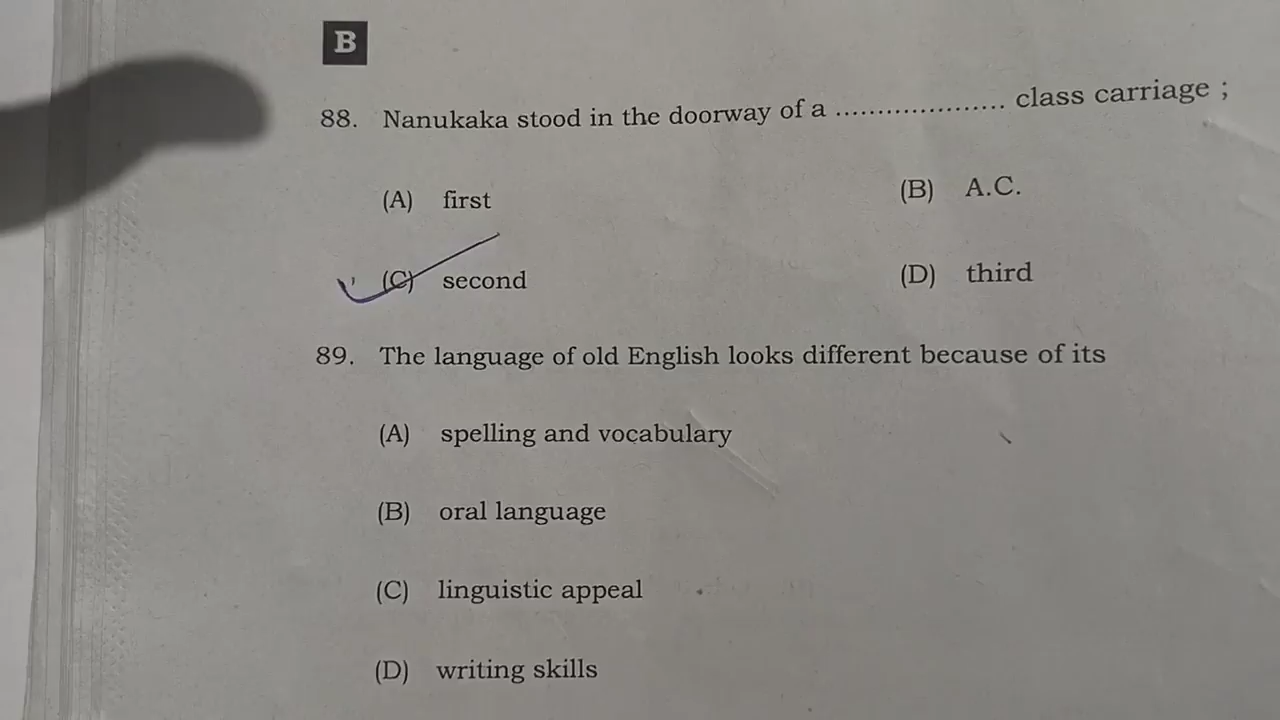 B
88. Nanukaka stood in the doorway of a .................... class carriage ;
(A) first (B) A.C.
(C) second (D) third
89. The language of old English looks different because of its
(A) spelling and vocabulary
(B) oral language
(C) linguistic appeal
(D) writing skills